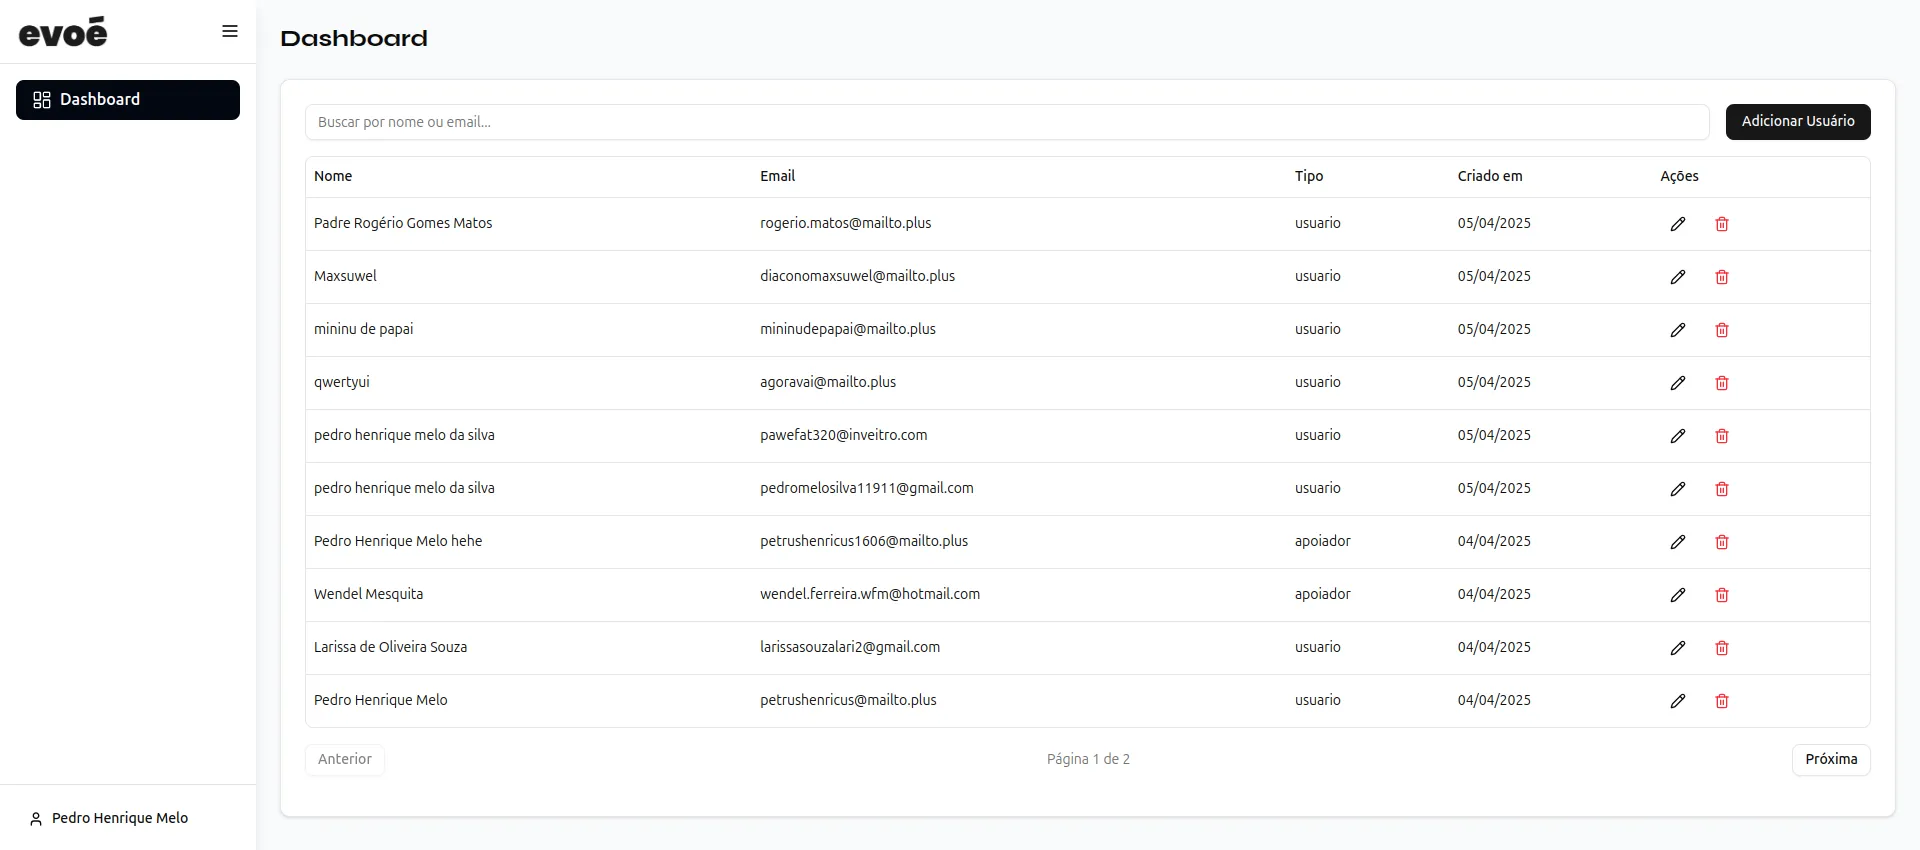 evoé
Dashboard
Dashboard
Buscar por nome ou email...
Adicionar Usuário
Nome Email Tipo Criado em Ações
Padre Rogério Gomes Matos rogerio.matos@mailto.plus usuario 05/04/2025
Maxsuwel diaconomaxsuwel@mailto.plus usuario 05/04/2025
mininu de papai mininudepapai@mailto.plus usuario 05/04/2025
qwertyui agoravai@mailto.plus usuario 05/04/2025
pedro henrique melo da silva pawefat320@inveitro.com usuario 05/04/2025
pedro henrique melo da silva pedromelosilva11911@gmail.com usuario 05/04/2025
Pedro Henrique Melo hehe petrushenricus1606@mailto.plus apoiador 04/04/2025
Wendel Mesquita wendel.ferreira.wfm@hotmail.com apoiador 04/04/2025
Larissa de Oliveira Souza larissasouzalari2@gmail.com usuario 04/04/2025
Pedro Henrique Melo petrushenricus@mailto.plus usuario 04/04/2025
Anterior Página 1 de 2 Próxima
Pedro Henrique Melo